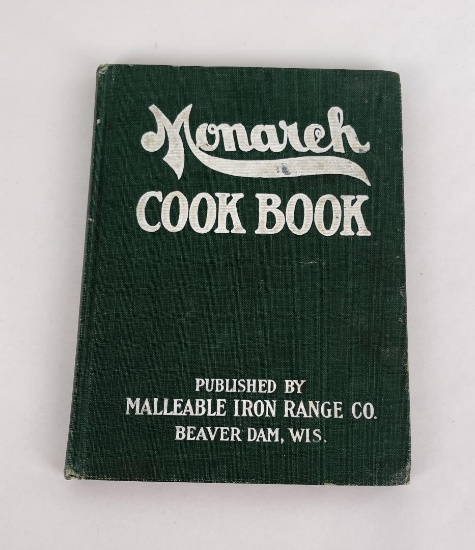 Monarch
COOK BOOK
PUBLISHED BY
MALLEABLE IRON RANGE CO.
BEAVER DAM, WIS.